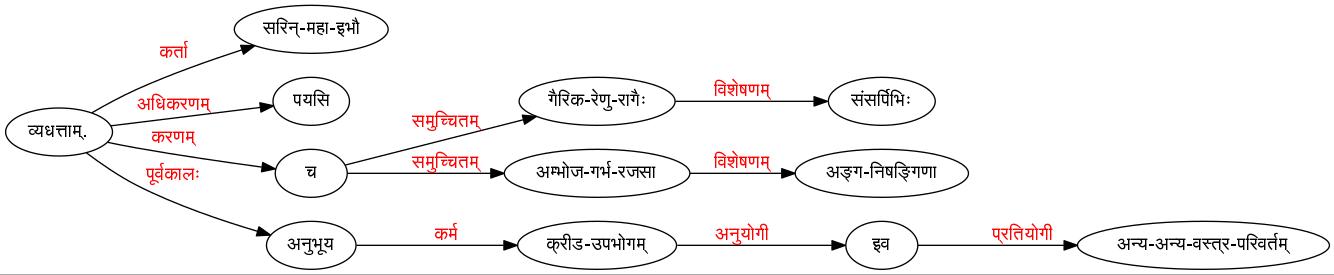 सरिन्-महा-इभौ
कर्ता
अधिकरणम् पयसि गैरिक-रेणु-रागैः विशेषणम् संसर्पिभिः
व्यधत्ताम्. करणम् समुच्चितम्
पूर्वकालः च समुच्चितम् अम्भोज-गर्भ-रजसा विशेषणम् अङ्ग-निषङ्गिणा
अनुभूय कर्म क्रीड-उपभोगम् अनुयोगी इव प्रतियोगी अन्य-अन्य-वस्त्र-परिवर्तम्